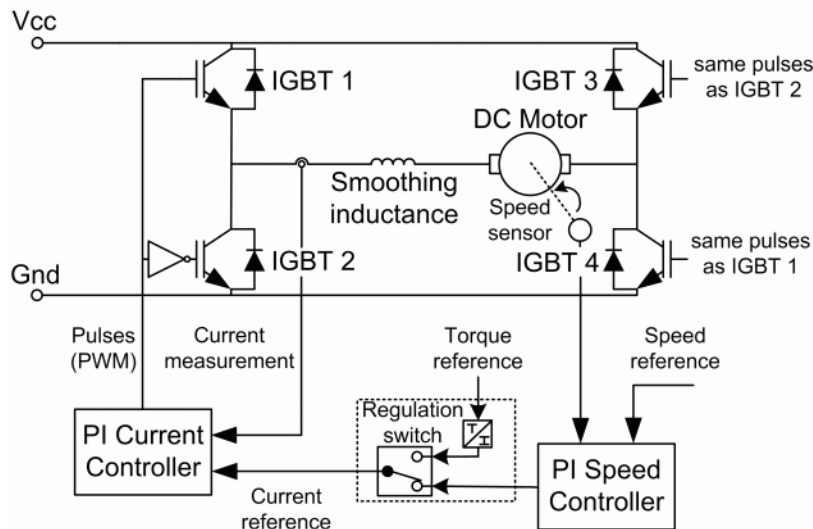 Vcc
IGBT 1
IGBT 3
same pulses
as IGBT 2
DC Motor
Smoothing
inductance
Speed
sensor
IGBT 2
IGBT 4
same pulses
as IGBT 1
Gnd
Pulses
(PWM)
Current
measurement
Torque
reference
Speed
reference
Regulation
switch
T
I
PI Current
Controller
PI Speed
Controller
Current
reference